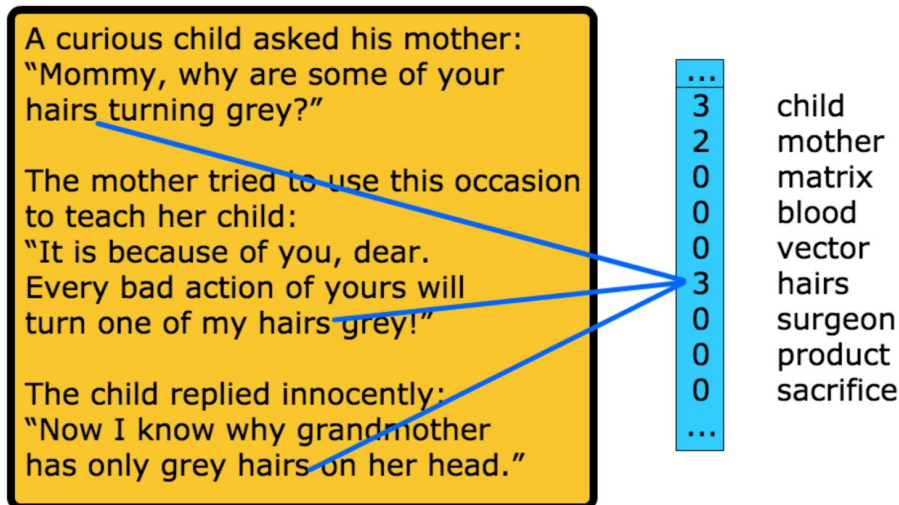 A curious child asked his mother:
“Mommy, why are some of your
hairs turning grey?”
The mother tried to use this occasion
to teach her child:
“It is because of you, dear.
Every bad action of yours will
turn one of my hairs grey!”
The child replied innocently:
“Now I know why grandmother
has only grey hairs on her head.”
...
3 child
2 mother
0 matrix
0 blood
0 vector
3 hairs
0 surgeon
0 product
0 sacrifice
...